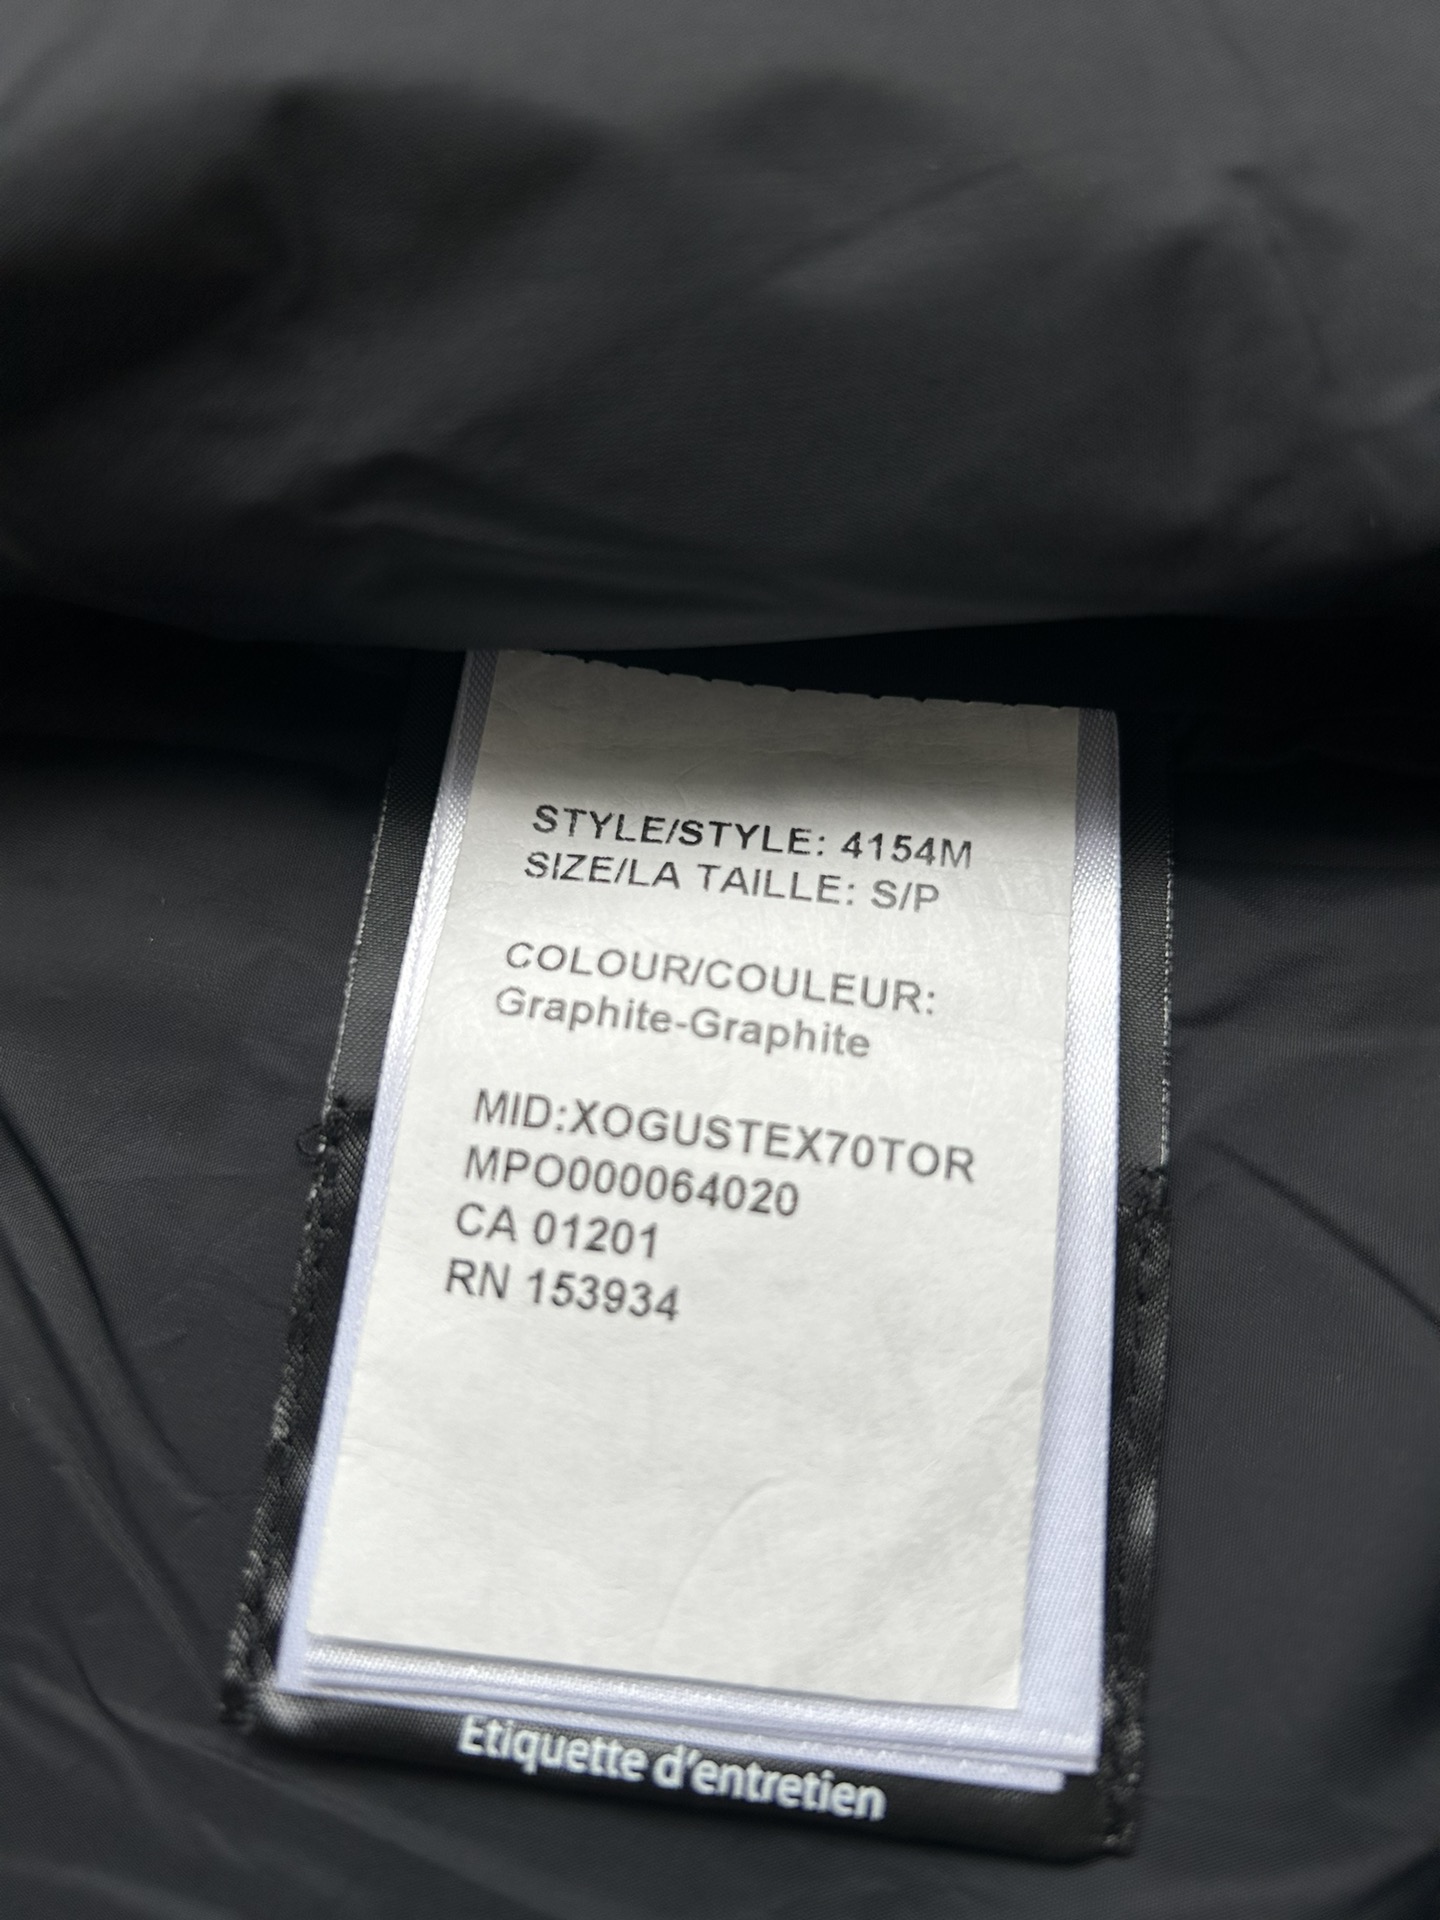 STYLE/STYLE: 4154M
SIZE/LA TAILLE: S/P
COLOUR/COULEUR:
Graphite-Graphite
MID:XOGUSTEX70TOR
MPO000064020
CA 01201
RN 153934
Etiquette d'entretien